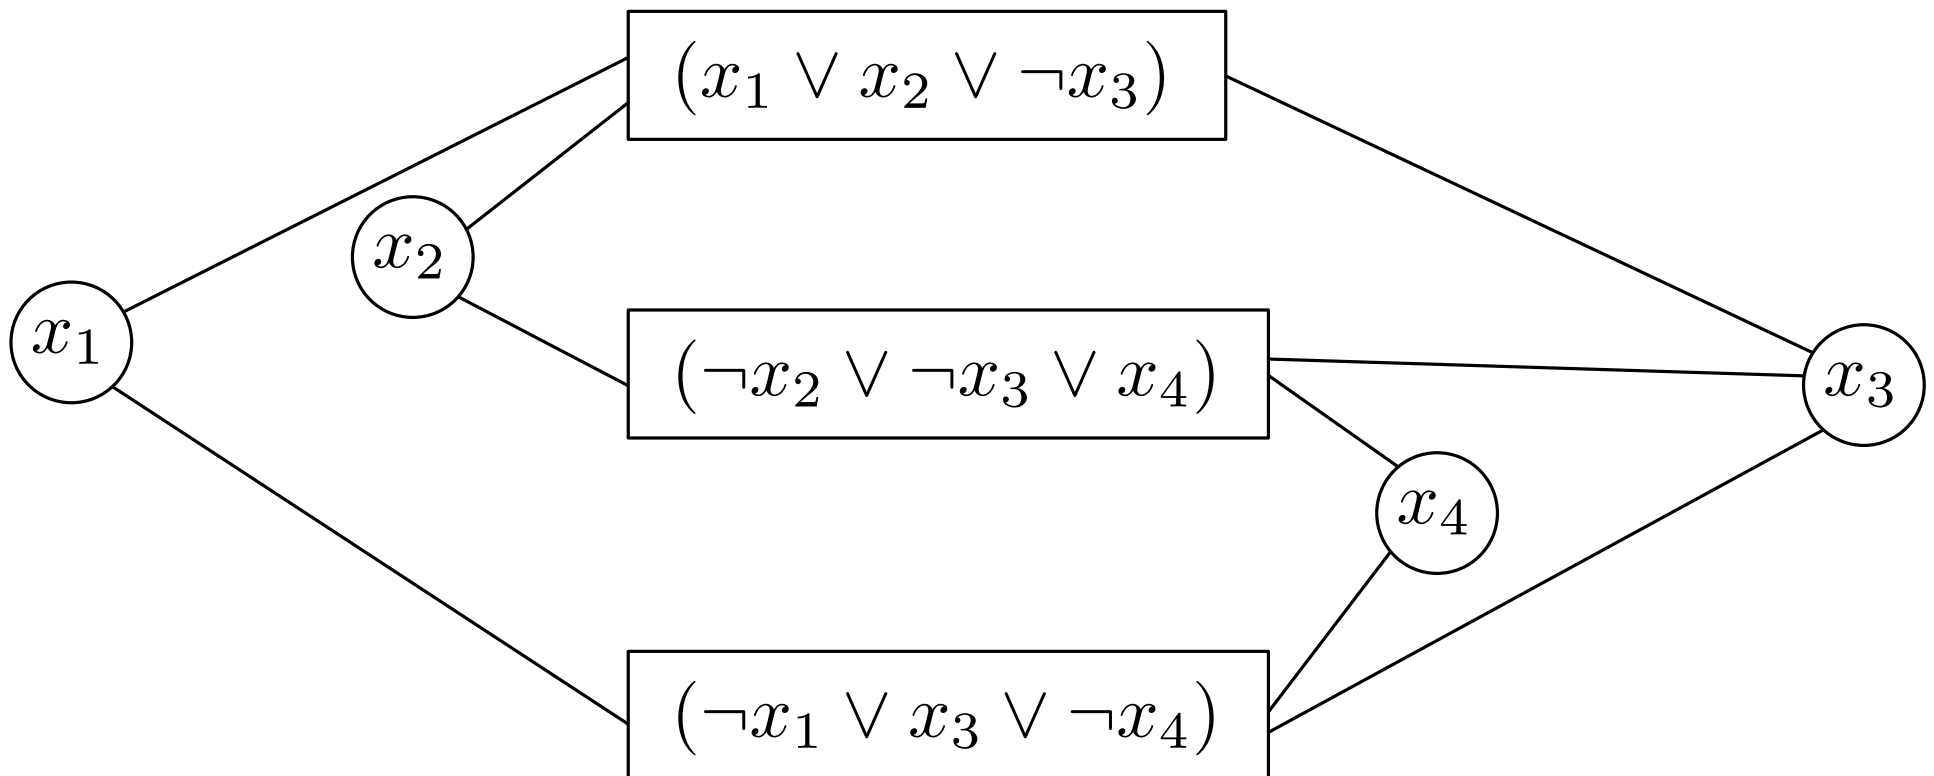 (x₁ ∨ x₂ ∨ ¬x₃)
x₂
x₁
(¬x₂ ∨ ¬x₃ ∨ x₄)
x₃
x₄
(¬x₁ ∨ x₃ ∨ ¬x₄)